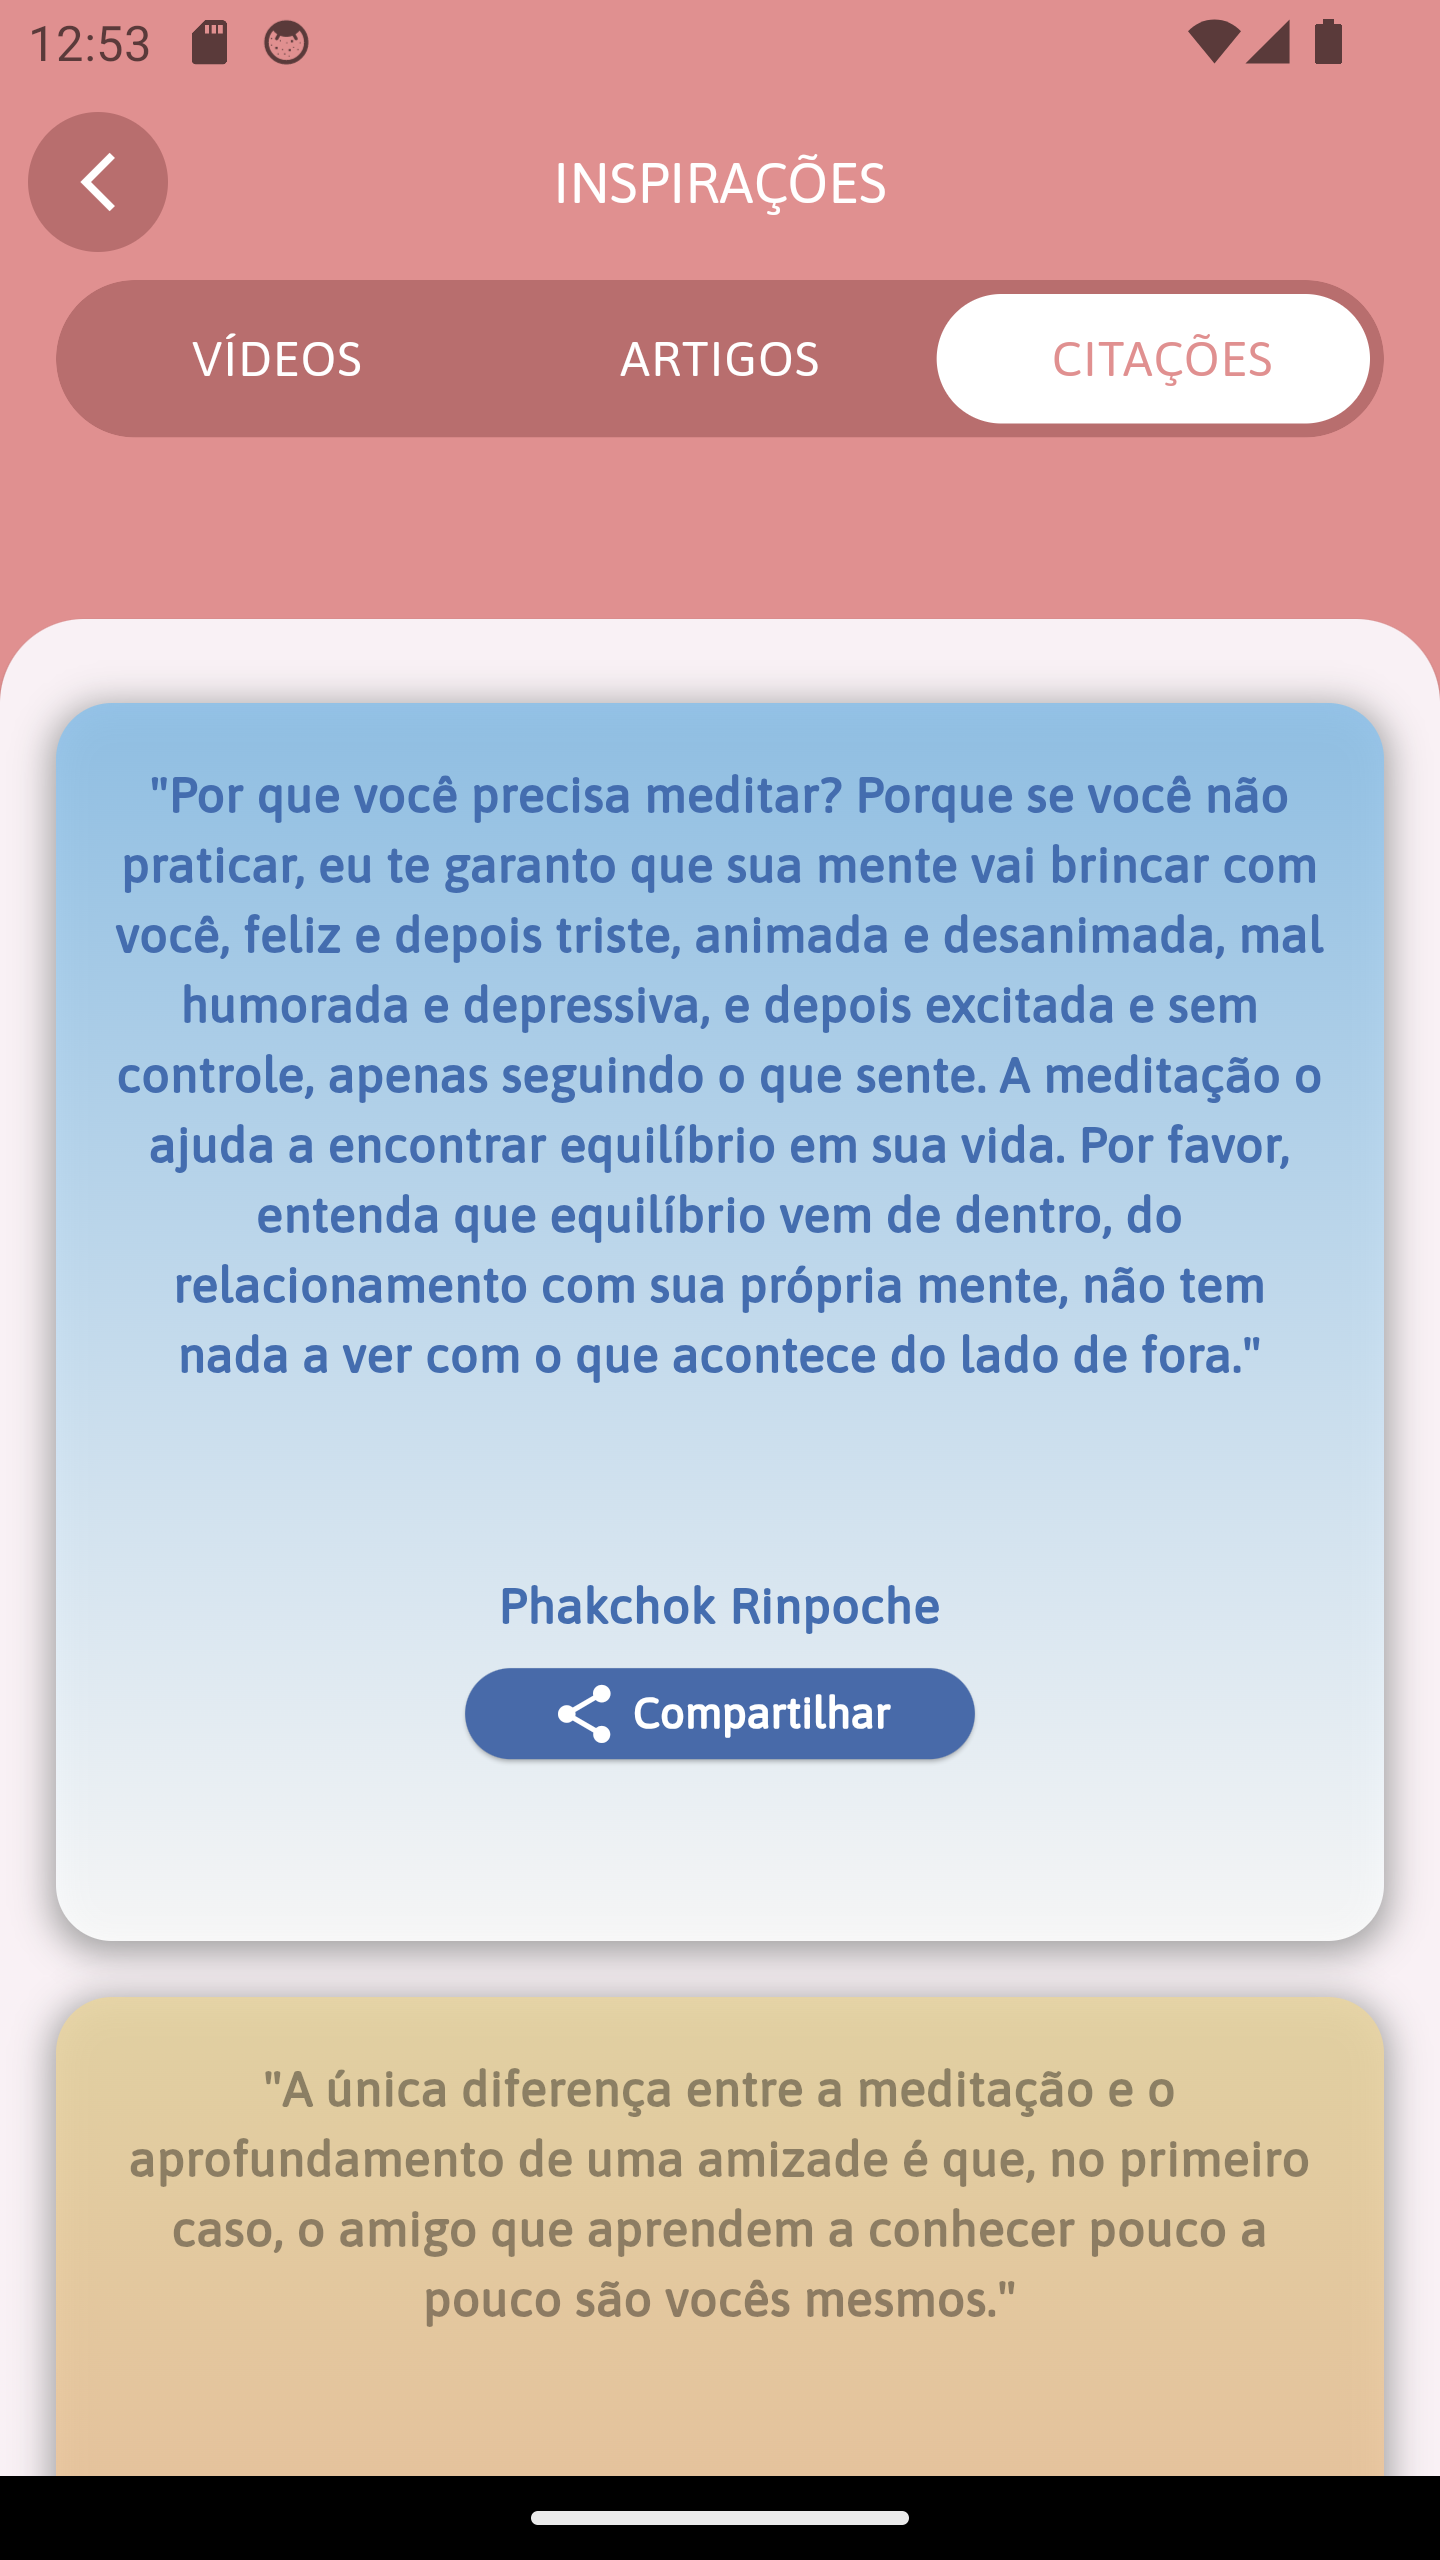 12:53
INSPIRAÇÕES
VÍDEOS
ARTIGOS
CITAÇÕES
"Por que você precisa meditar? Porque se você não
praticar, eu te garanto que sua mente vai brincar com
você, feliz e depois triste, animada e desanimada, mal
humorada e depressiva, e depois excitada e sem
controle, apenas seguindo o que sente. A meditação o
ajuda a encontrar equilíbrio em sua vida. Por favor,
entenda que equilíbrio vem de dentro, do
relacionamento com sua própria mente, não tem
nada a ver com o que acontece do lado de fora."
Phakchok Rinpoche
Compartilhar
"A única diferença entre a meditação e o
aprofundamento de uma amizade é que, no primeiro
caso, o amigo que aprendem a conhecer pouco a
pouco são vocês mesmos."